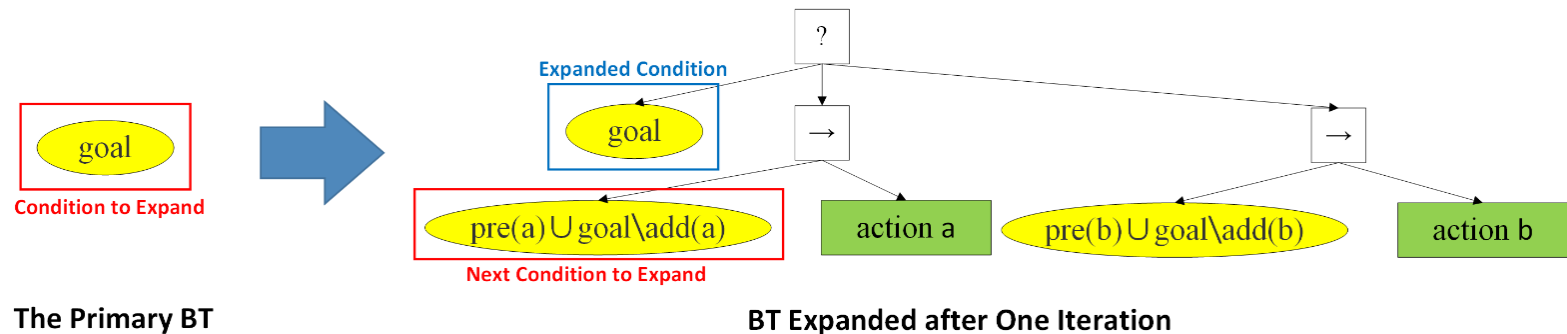 ?
Expanded Condition
goal
goal
→
→
Condition to Expand
pre(a)∪goal\add(a)
action a
pre(b)∪goal\add(b)
action b
Next Condition to Expand
The Primary BT
BT Expanded after One Iteration